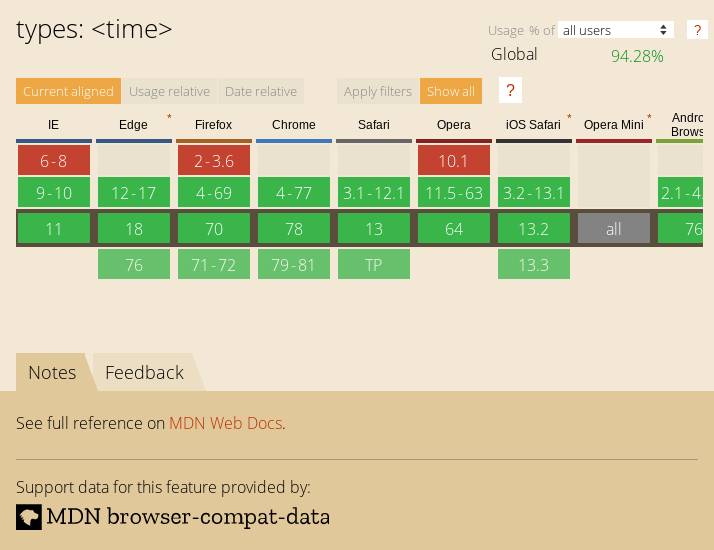 types: <time>
Usage % of all users ?
Global 94.28%
Current aligned Usage relative Date relative Apply filters Show all ?
IE Edge * Firefox Chrome Safari Opera iOS Safari * Opera Mini * Andro
Brows
6-8 2-3.6 10.1
9-10 12-17 4-69 4-77 3.1-12.1 11.5-63 3.2-13.1 2.1-4.
11 18 70 78 13 64 13.2 all 76
76 71-72 79-81 TP 13.3
Notes Feedback
See full reference on MDN Web Docs.
Support data for this feature provided by:
MDN browser-compat-data